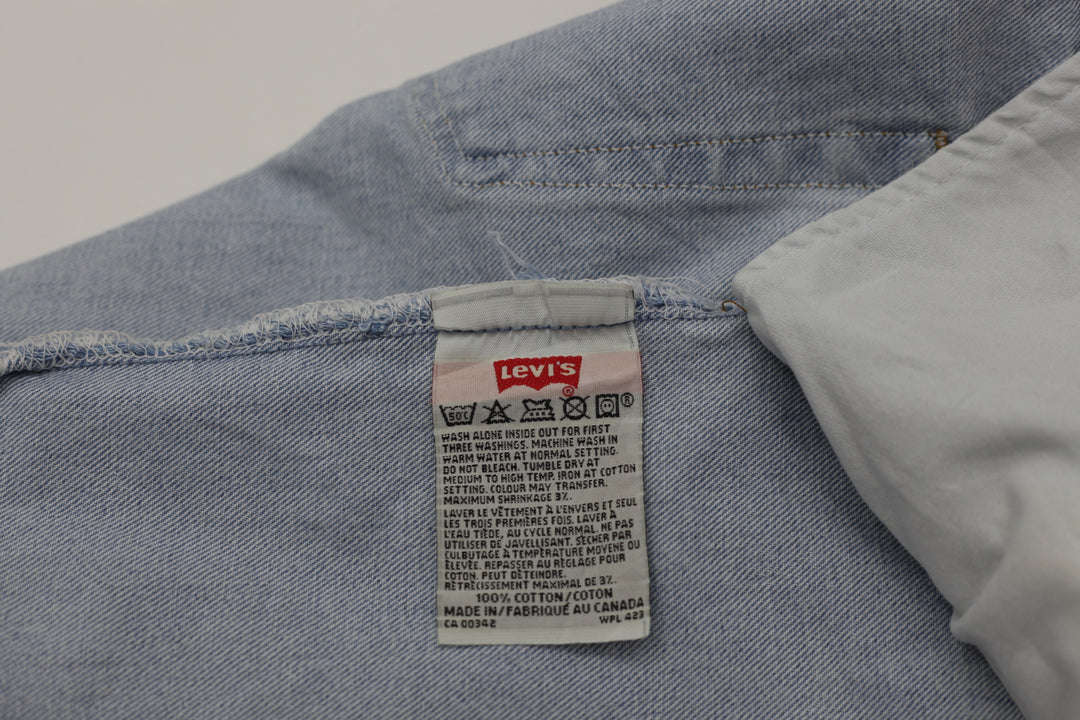 LEVI'S
®
50C
®
WASH ALONE INSIDE OUT FOR FIRST
THREE WASHINGS. MACHINE WASH IN
WARM WATER AT NORMAL SETTING.
DO NOT BLEACH. TUMBLE DRY AT
MEDIUM TO HIGH TEMP. IRON AT COTTON
SETTING. COLOUR MAY TRANSFER.
MAXIMUM SHRINKAGE 3%.
LAVER LE VÊTEMENT À L'ENVERS ET SEUL
LES TROIS PREMIÈRES FOIS. LAVER À
L'EAU TIÈDE, AU CYCLE NORMAL. NE PAS
UTILISER DE JAVELLISANT. SÉCHER PAR
CULBUTAGE À TEMPÉRATURE MOYENNE OU
ÉLEVÉE. REPASSER AU RÉGLAGE POUR
COTON. PEUT DÉTEINDRE.
RÉTRÉCISSEMENT MAXIMAL DE 3%.
100% COTTON/COTON
MADE IN/FABRIQUÉ AU CANADA
CA 00342 WPL 423